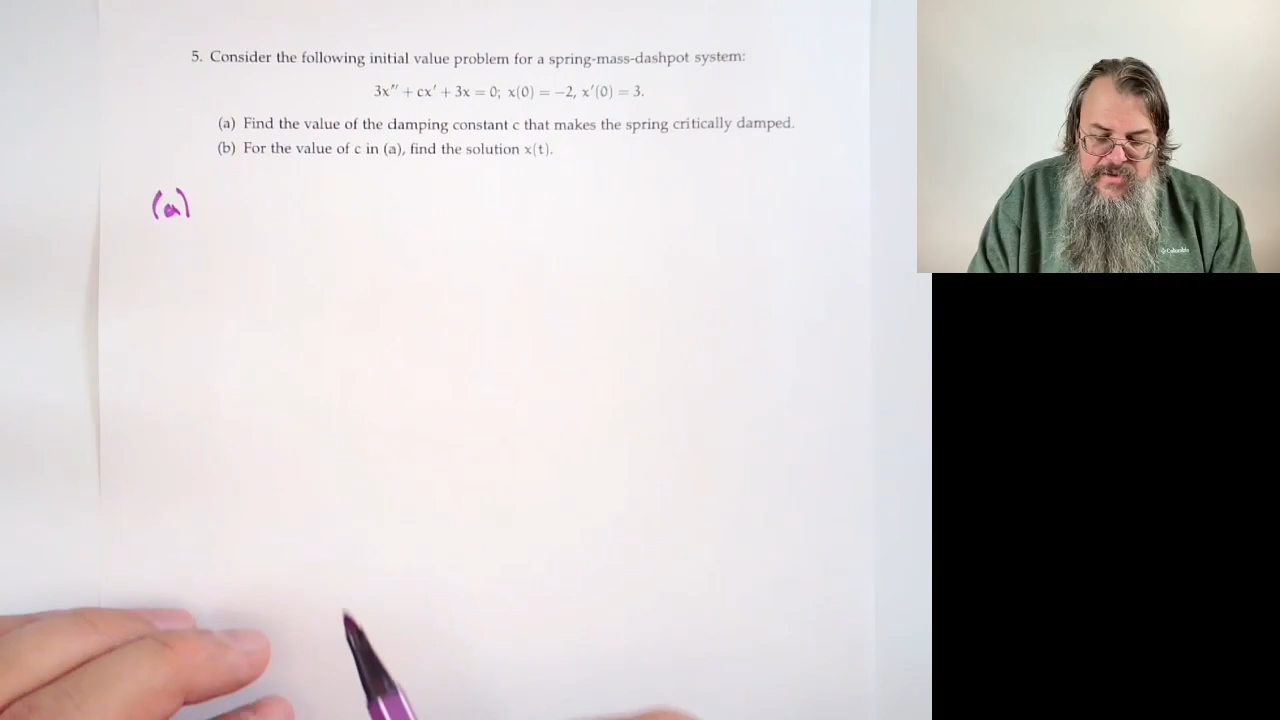 5. Consider the following initial value problem for a spring-mass-dashpot system:
3x″ + cx′ + 3x = 0; x(0) = −2, x′(0) = 3.
(a) Find the value of the damping constant c that makes the spring critically damped.
(b) For the value of c in (a), find the solution x(t).
(a)
Columbia